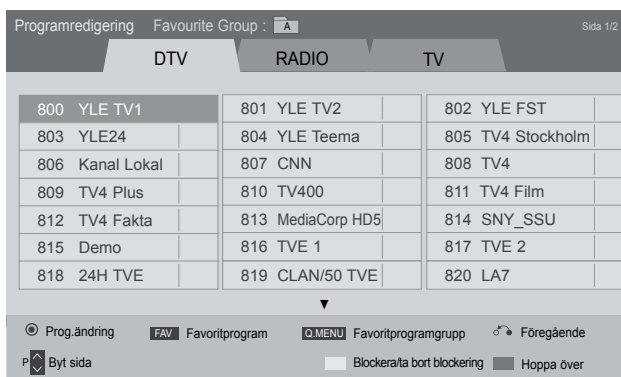 Programredigering Favourite Group : A Sida 1/2
DTV RADIO TV
800 YLE TV1 801 YLE TV2 802 YLE FST
803 YLE24 804 YLE Teema 805 TV4 Stockholm
806 Kanal Lokal 807 CNN 808 TV4
809 TV4 Plus 810 TV400 811 TV4 Film
812 TV4 Fakta 813 MediaCorp HD5 814 SNY_SSU
815 Demo 816 TVE 1 817 TVE 2
818 24H TVE 819 CLAN/50 TVE 820 LA7
Prog.ändring FAV Favoritprogram Q.MENU Favoritprogramgrupp Föregående
P Byt sida Blockera/ta bort blockering Hoppa över